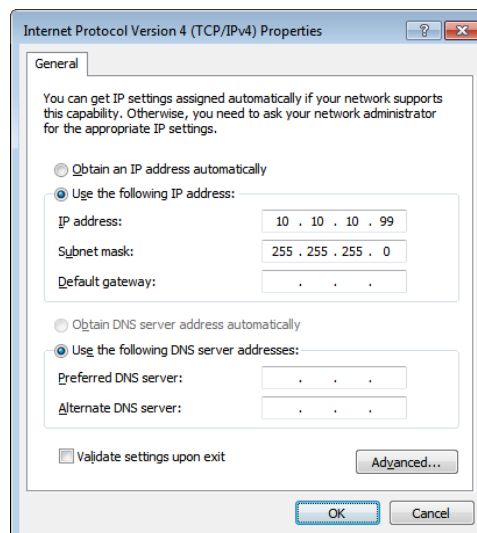 Internet Protocol Version 4 (TCP/IPv4) Properties
General
You can get IP settings assigned automatically if your network supports
this capability. Otherwise, you need to ask your network administrator
for the appropriate IP settings.
Obtain an IP address automatically
Use the following IP address:
IP address: 10 . 10 . 10 . 99
Subnet mask: 255 . 255 . 255 . 0
Default gateway: . . .
Obtain DNS server address automatically
Use the following DNS server addresses:
Preferred DNS server: . . .
Alternate DNS server: . . .
Validate settings upon exit
Advanced...
OK Cancel